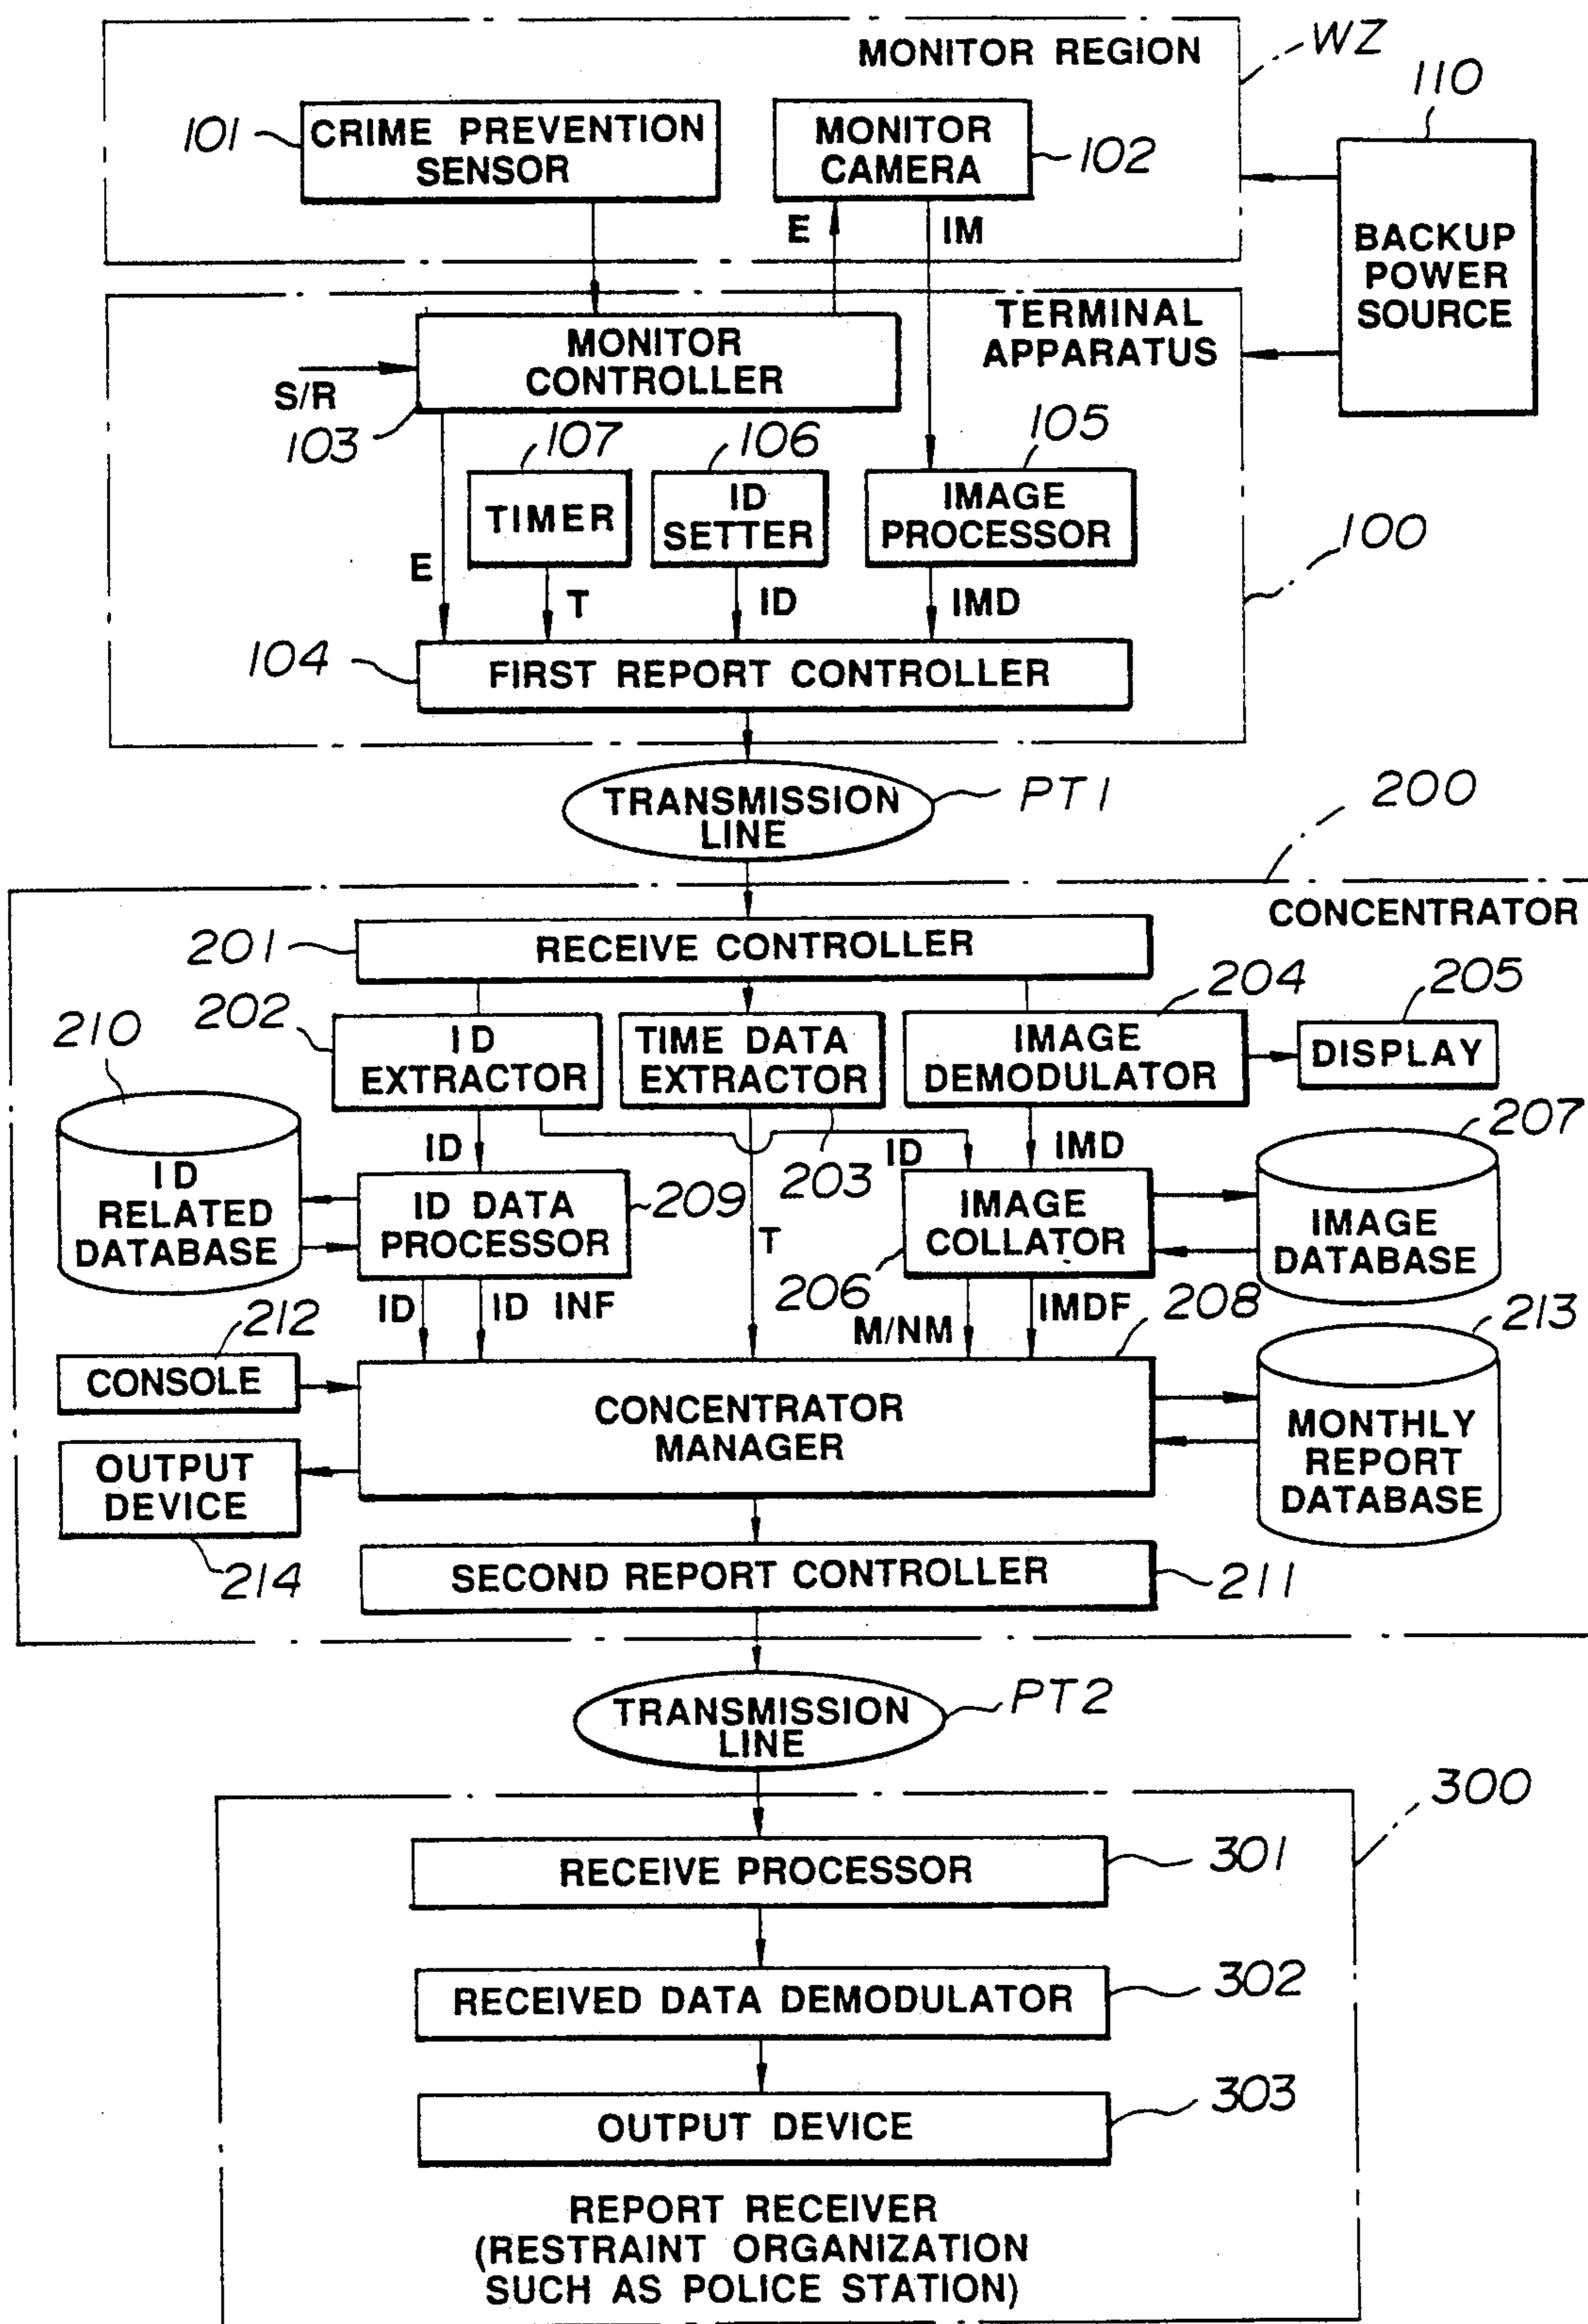 MONITOR REGION
WZ
110
101
CRIME PREVENTION
SENSOR
MONITOR
CAMERA
102
E
IM
BACKUP
POWER
SOURCE
TERMINAL
APPARATUS
MONITOR
CONTROLLER
S/R
103
107
106
105
TIMER
ID
SETTER
IMAGE
PROCESSOR
100
E
T
ID
IMD
104
FIRST REPORT CONTROLLER
TRANSMISSION
LINE
PT1
200
CONCENTRATOR
201
RECEIVE CONTROLLER
202
204
205
210
ID
EXTRACTOR
TIME DATA
EXTRACTOR
IMAGE
DEMODULATOR
DISPLAY
207
ID
203
ID
IMD
ID
RELATED
DATABASE
ID DATA
PROCESSOR
209
T
IMAGE
COLLATOR
206
IMAGE
DATABASE
ID
ID INF
M/NM
IMDF
208
212
213
CONSOLE
CONCENTRATOR
MANAGER
MONTHLY
REPORT
DATABASE
OUTPUT
DEVICE
214
SECOND REPORT CONTROLLER
211
TRANSMISSION
LINE
PT2
300
RECEIVE PROCESSOR
301
RECEIVED DATA DEMODULATOR
302
OUTPUT DEVICE
303
REPORT RECEIVER
(RESTRAINT ORGANIZATION
SUCH AS POLICE STATION)